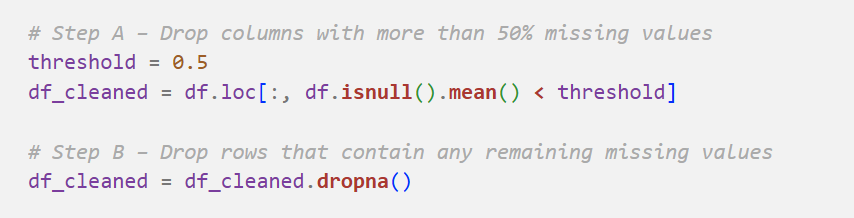 # Step A – Drop columns with more than 50% missing values
threshold = 0.5
df_cleaned = df.loc[:, df.isnull().mean() < threshold]
# Step B – Drop rows that contain any remaining missing values
df_cleaned = df_cleaned.dropna()